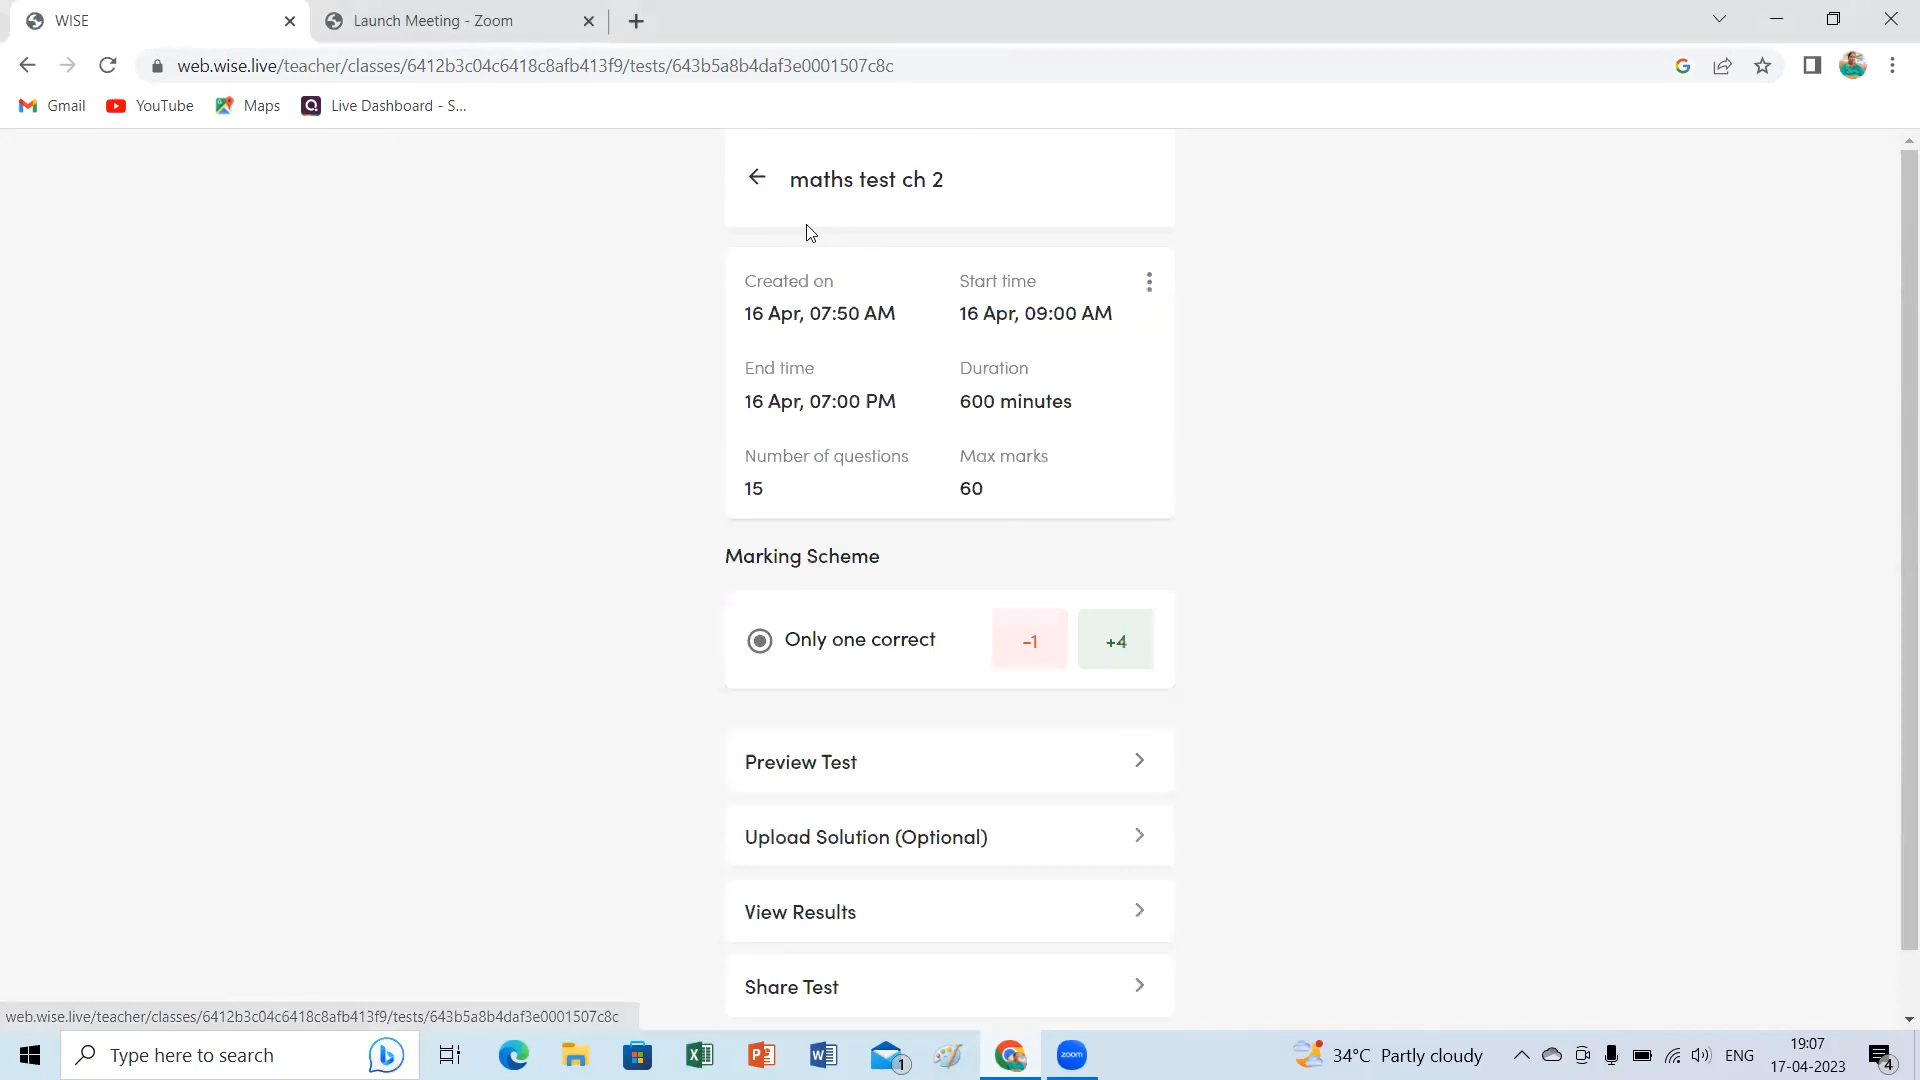 WISE
Launch Meeting - Zoom
web.wise.live/teacher/classes/6412b3c04c6418c8afb413f9/tests/643b5a8b4daf3e0001507c8c
Gmail
YouTube
Maps
Live Dashboard - S...
maths test ch 2
Created on
Start time
16 Apr, 07:50 AM
16 Apr, 09:00 AM
End time
Duration
16 Apr, 07:00 PM
600 minutes
Number of questions
Max marks
15
60
Marking Scheme
Only one correct
-1
+4
Preview Test
Upload Solution (Optional)
View Results
Share Test
web.wise.live/teacher/classes/6412b3c04c6418c8afb413f9/tests/643b5a8b4daf3e0001507c8c
Type here to search
1
zoom
34°C Partly cloudy
ENG
19:07
17-04-2023
4